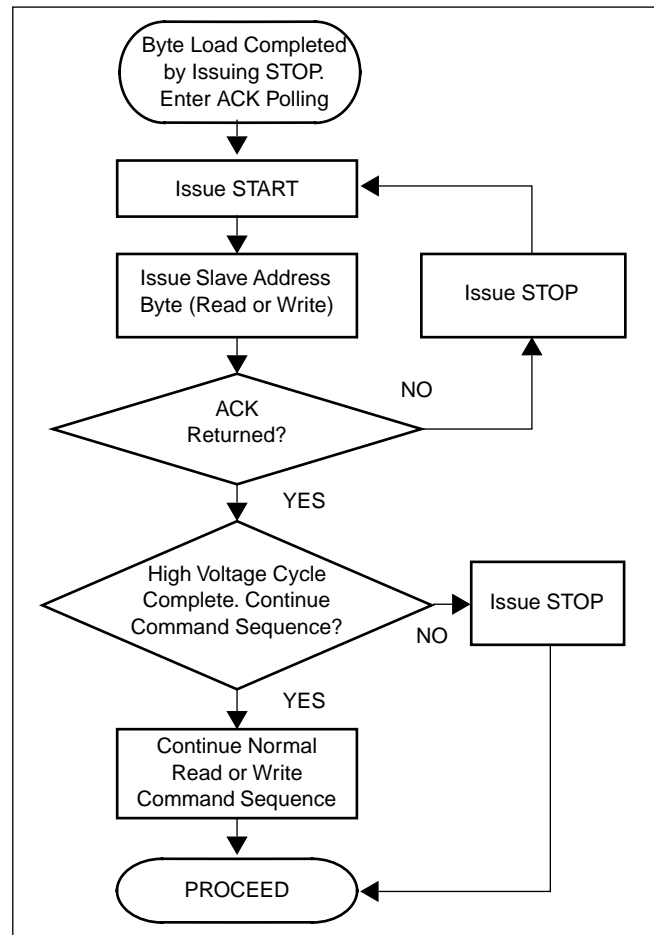 Byte Load Completed
by Issuing STOP.
Enter ACK Polling
Issue START
Issue Slave Address
Byte (Read or Write)
Issue STOP
ACK
Returned?
NO
YES
High Voltage Cycle
Complete. Continue
Command Sequence?
Issue STOP
NO
YES
Continue Normal
Read or Write
Command Sequence
PROCEED